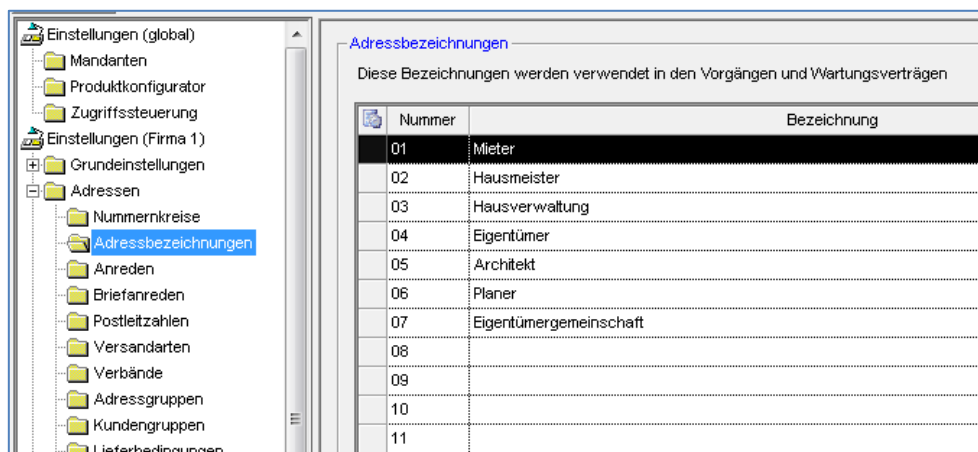 Einstellungen (global)
Mandanten
Produktkonfigurator
Zugriffssteuerung
Einstellungen (Firma 1)
Grundeinstellungen
Adressen
Nummernkreise
Adressbezeichnungen
Anreden
Briefanreden
Postleitzahlen
Versandarten
Verbände
Adressgruppen
Kundengruppen
Lieferbedingungen
Adressbezeichnungen
Diese Bezeichnungen werden verwendet in den Vorgängen und Wartungsverträgen
Nummer Bezeichnung
01 Mieter
02 Hausmeister
03 Hausverwaltung
04 Eigentümer
05 Architekt
06 Planer
07 Eigentümergemeinschaft
08
09
10
11